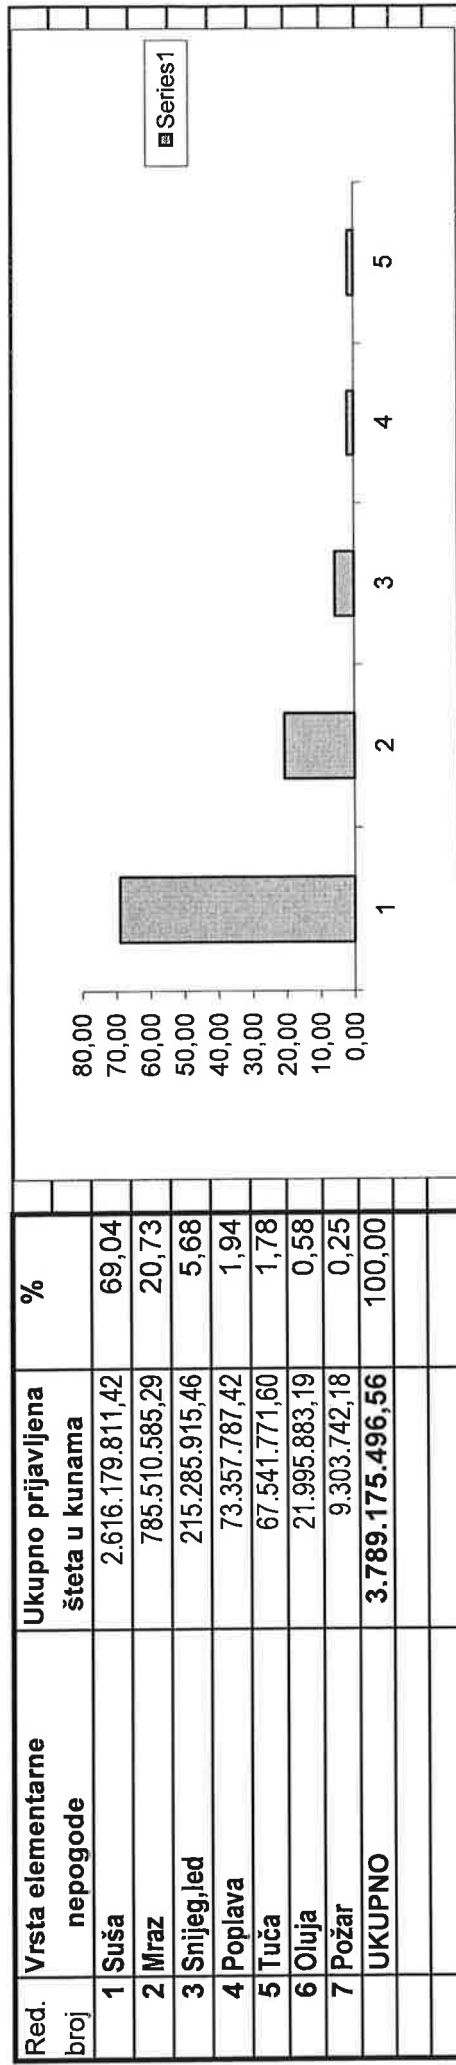 Red. Vrsta elementarne Ukupno prijavljena %
broj nepogode šteta u kunama
1 Suša 2.616.179.811,42 69,04
2 Mraz 785.510.585,29 20,73
3 Snijeg,led 215.285.915,46 5,68
4 Poplava 73.357.787,42 1,94
5 Tuča 67.541.771,60 1,78
6 Oluja 21.995.883,19 0,58
7 Požar 9.303.742,18 0,25
UKUPNO 3.789.175.496,56 100,00
80,00
70,00
60,00
50,00
40,00
30,00
20,00
10,00
0,00
1 2 3 4 5
Series1